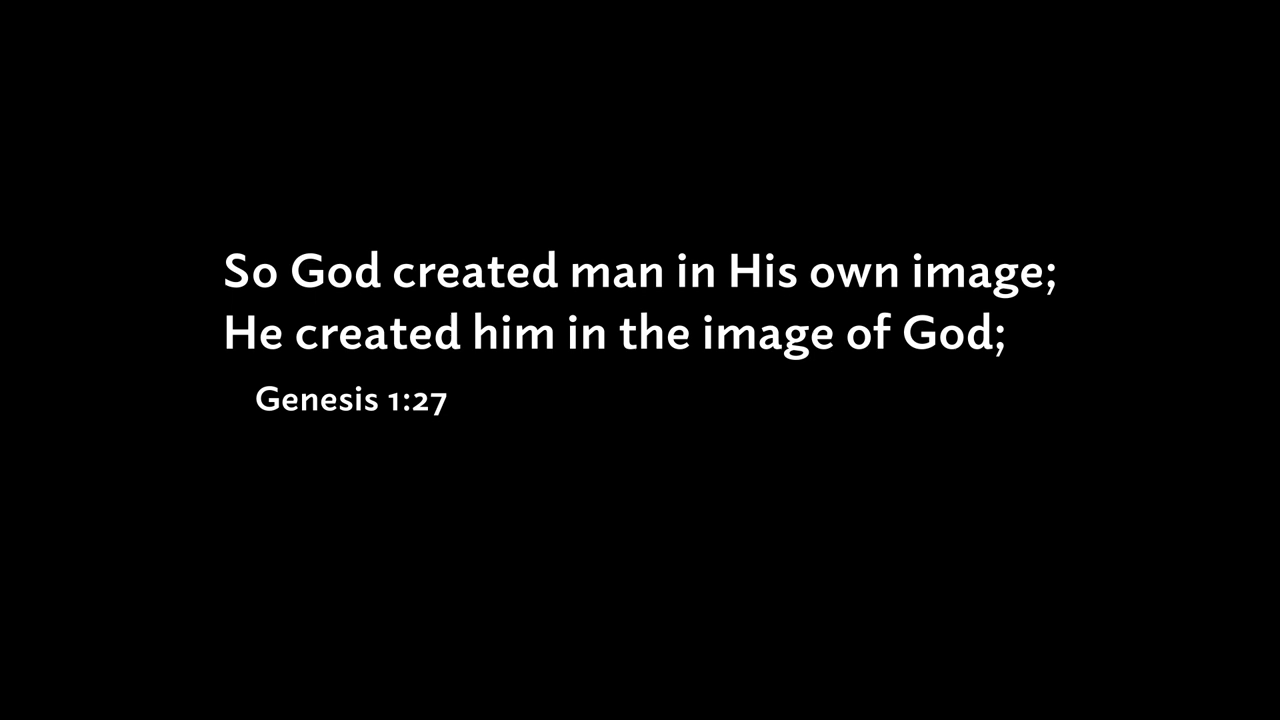 So God created man in His own image;
He created him in the image of God;
Genesis 1:27